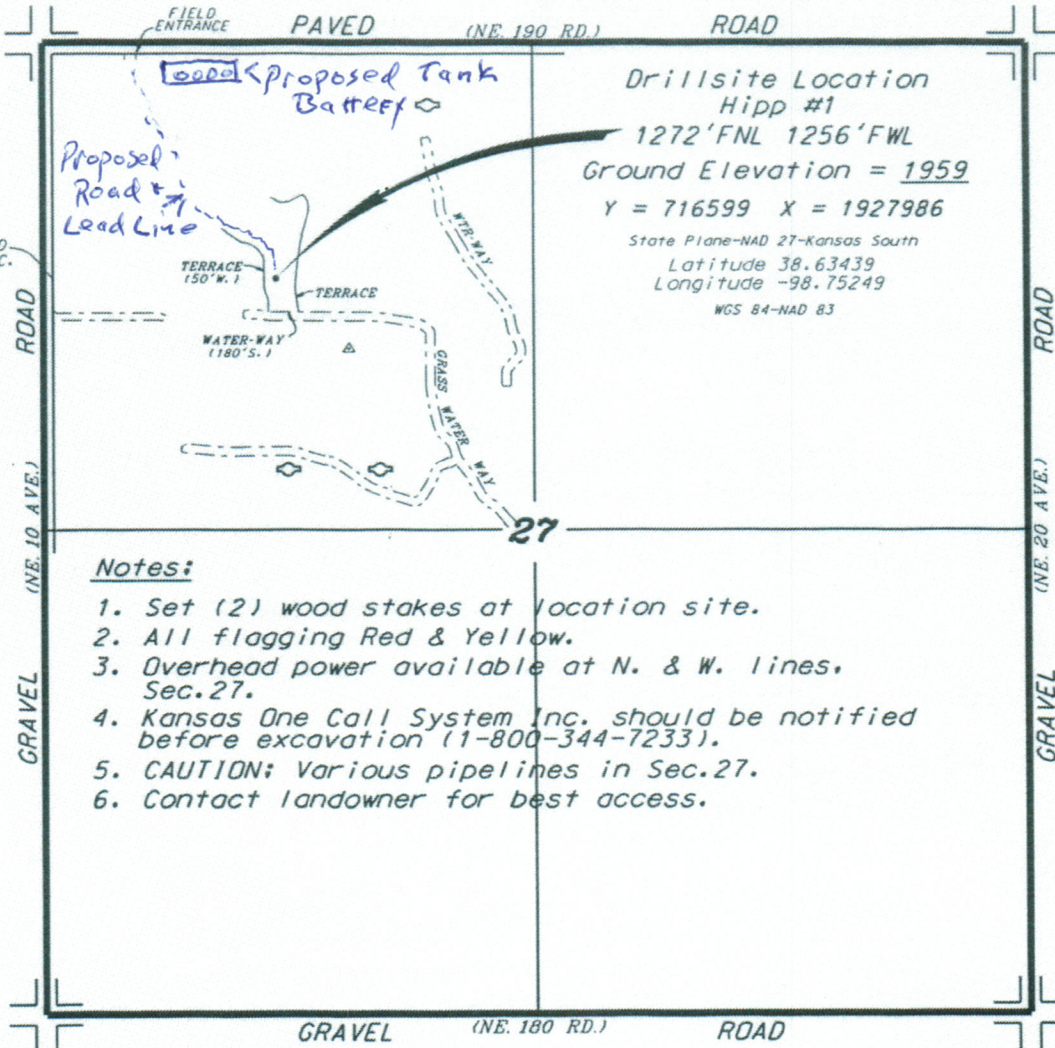 FIELD
ENTRANCE
PAVED (NE. 190 RD.) ROAD
oooo < Proposed Tank
Battery
Proposed
Road &
Lead Line
Drillsite Location
Hipp #1
1272'FNL 1256'FWL
Ground Elevation = 1959
Y = 716599 X = 1927986
State Plane-NAD 27-Kansas South
Latitude 38.63439
Longitude -98.75249
WGS 84-NAD 83
TERRACE
(50'W.)
TERRACE
WATER-WAY
(180'S.)
WTR-WAY
GRASS WATER WAY
27
GRAVEL (NE. 10 AVE.) ROAD
GRAVEL (NE. 20 AVE.) ROAD
Notes:
1. Set (2) wood stakes at location site.
2. All flagging Red & Yellow.
3. Overhead power available at N. & W. lines.
Sec.27.
4. Kansas One Call System Inc. should be notified
before excavation (1-800-344-7233).
5. CAUTION: Various pipelines in Sec.27.
6. Contact landowner for best access.
GRAVEL (NE. 180 RD.) ROAD